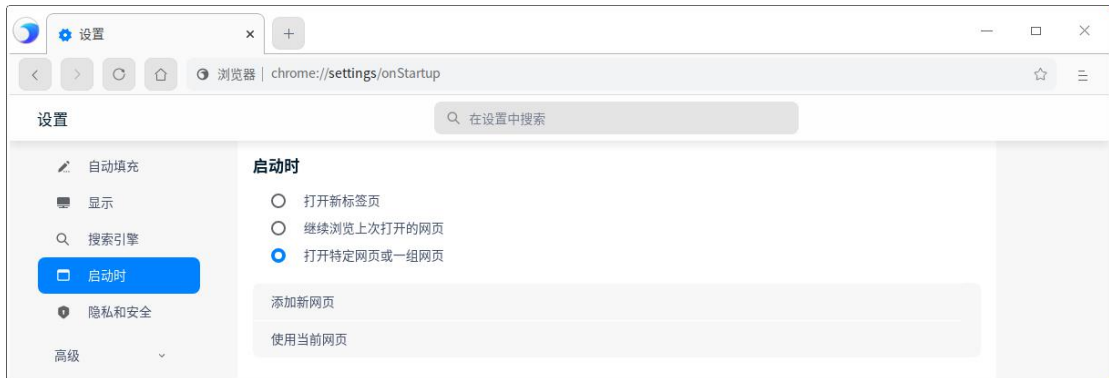 设置
浏览器 | chrome://settings/onStartup
设置
在设置中搜索
自动填充
显示
搜索引擎
启动时
隐私和安全
高级
启动时
打开新标签页
继续浏览上次打开的网页
打开特定网页或一组网页
添加新网页
使用当前网页